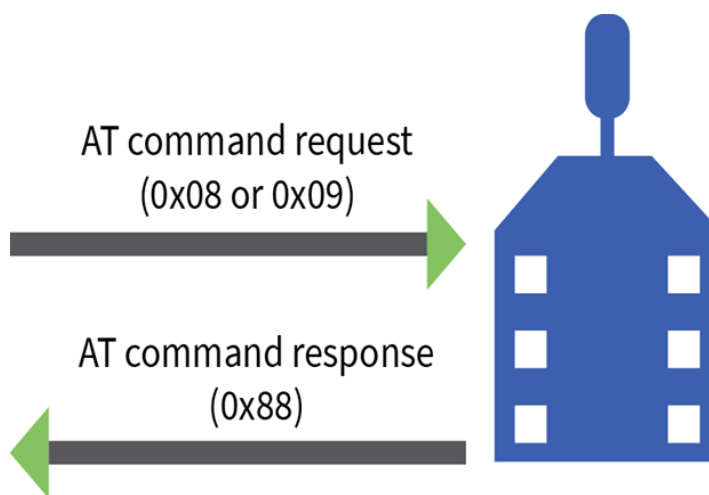 AT command request
(0x08 or 0x09)
AT command response
(0x88)